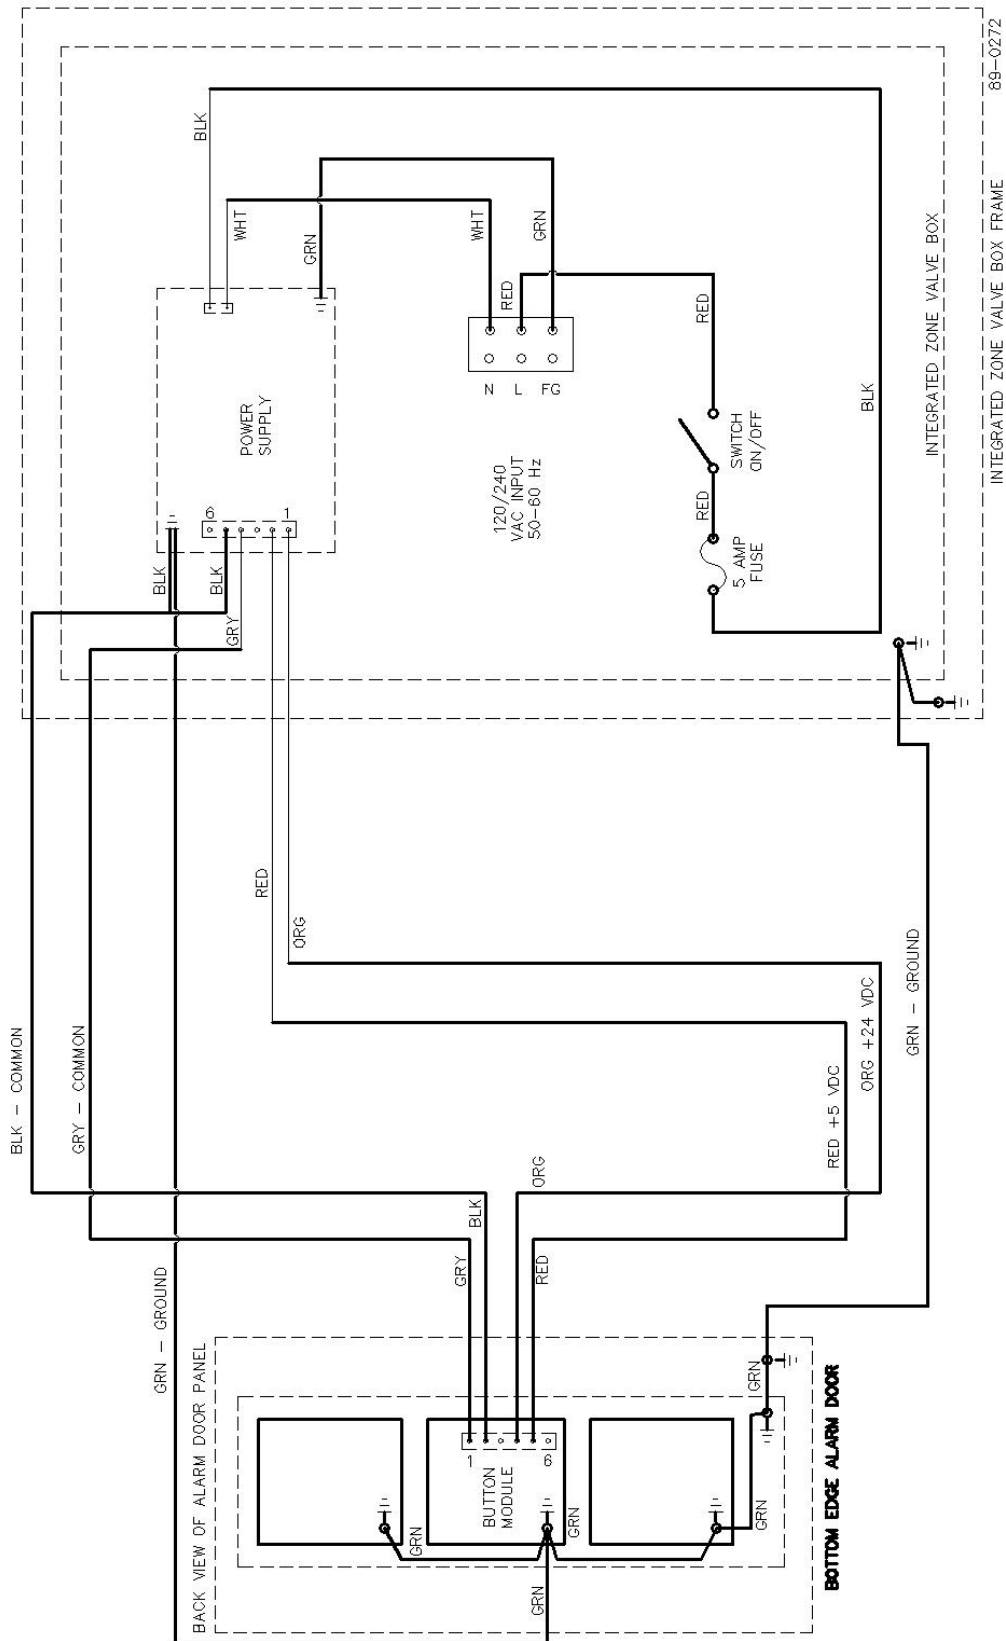 89-0272
INTEGRATED ZONE VALVE BOX FRAME
INTEGRATED ZONE VALVE BOX
BLK
WHT
GRN
POWER
SUPPLY
6
1
BLK
BLK
GRY
WHT
RED
GRN
N
L
FG
120/240
VAC INPUT
50-60 Hz
RED
SWITCH
ON/OFF
RED
5 AMP
FUSE
BLK
RED
ORG
BLK - COMMON
GRY - COMMON
GRN - GROUND
RED +5 VDC
ORG +24 VDC
GRN - GROUND
GRY
BLK
ORG
RED
BACK VIEW OF ALARM DOOR PANEL
1
6
BUTTON
MODULE
GRN
GRN
GRN
GRN
GRN
BOTTOM EDGE ALARM DOOR